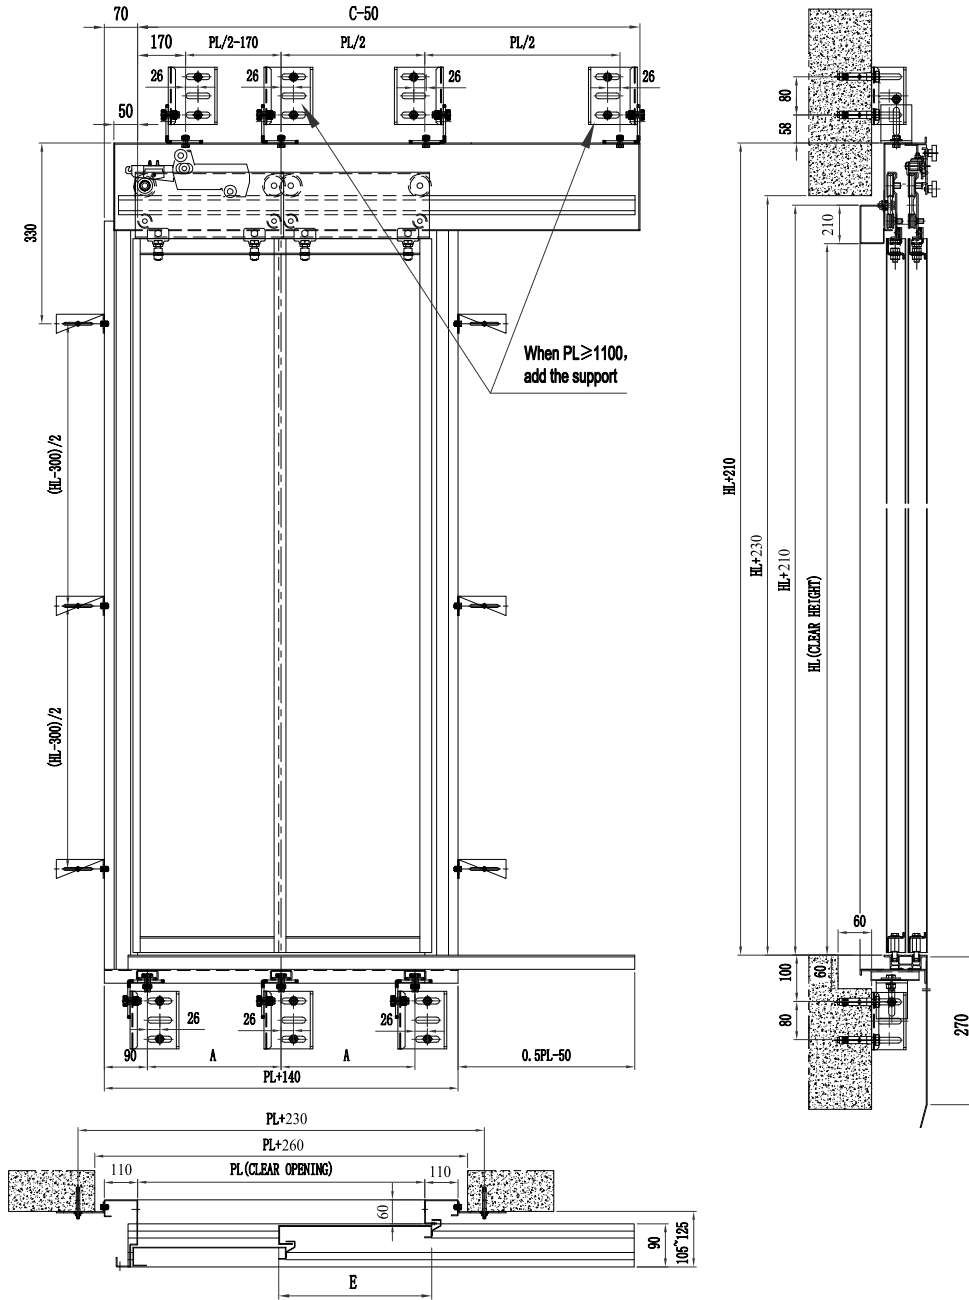 70
C-50
170
PL/2-170
PL/2
PL/2
26
26
26
26
50
80
58
330
210
When PL≥1100,
add the support
(HL-300)/2
(HL-300)/2
HL+210
HL+230
HL+210
HL(CLEAR HEIGHT)
60
100
60
80
270
26
26
26
90
A
A
0.5PL-50
PL+140
PL+230
PL+260
110
PL(CLEAR OPENING)
110
60
90
105~125
E